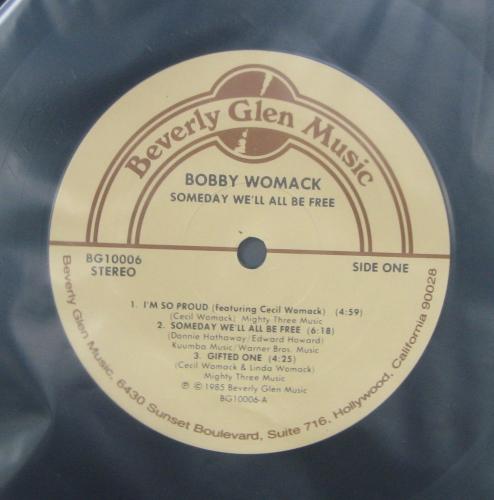 Beverly Glen Music
BOBBY WOMACK
SOMEDAY WE'LL ALL BE FREE
BG10006
STEREO
SIDE ONE
1. I'M SO PROUD (featuring Cecil Womack) (4:59)
(Cecil Womack) Mighty Three Music
2. SOMEDAY WE'LL ALL BE FREE (6:18)
(Donnie Hathaway/Edward Howard)
Kuumba Music/Warner Bros. Music
3. GIFTED ONE (4:25)
(Cecil Womack & Linda Womack)
Mighty Three Music
℗ © 1985 Beverly Glen Music
BG10006-A
Beverly Glen Music, 6430 Sunset Boulevard, Suite 716, Hollywood, California 90028